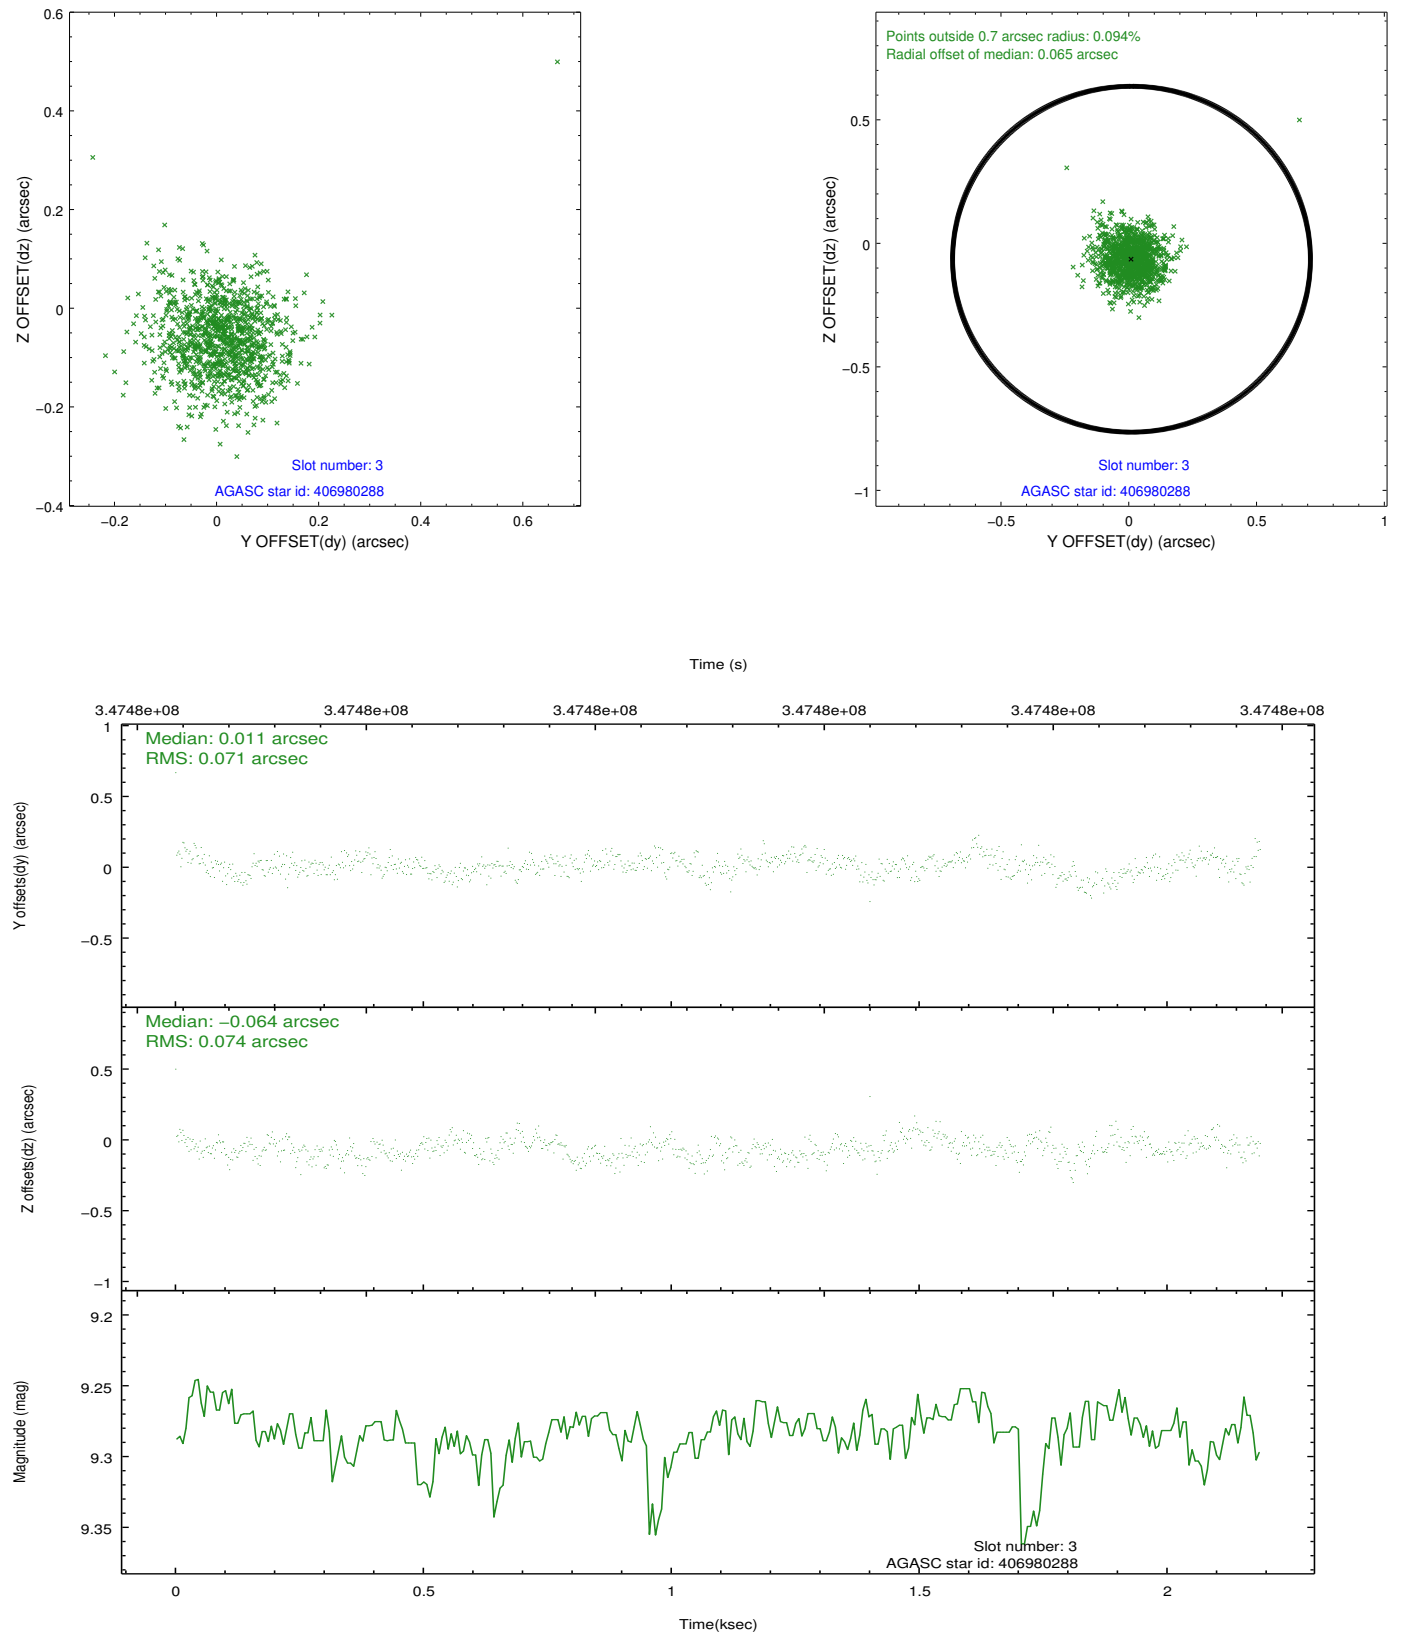 0.6
0.4
0.2
0
−0.2
−0.4
−0.2
0
0.2
0.4
0.6
Z OFFSET(dz) (arcsec)
Y OFFSET(dy) (arcsec)
Slot number: 3
AGASC star id: 406980288
Points outside 0.7 arcsec radius: 0.094%
Radial offset of median: 0.065 arcsec
0.5
0
−0.5
−1
−0.5
0
0.5
1
Z OFFSET(dz) (arcsec)
Y OFFSET(dy) (arcsec)
Slot number: 3
AGASC star id: 406980288
Time (s)
3.4748e+08 3.4748e+08 3.4748e+08 3.4748e+08 3.4748e+08 3.4748e+08
Median: 0.011 arcsec
RMS: 0.071 arcsec
1
0.5
0
−0.5
Y offsets(dy) (arcsec)
Median: −0.064 arcsec
RMS: 0.074 arcsec
0.5
0
−0.5
−1
Z offsets(dz) (arcsec)
9.2
9.25
9.3
9.35
Magnitude (mag)
Slot number: 3
AGASC star id: 406980288
0 0.5 1 1.5 2
Time(ksec)